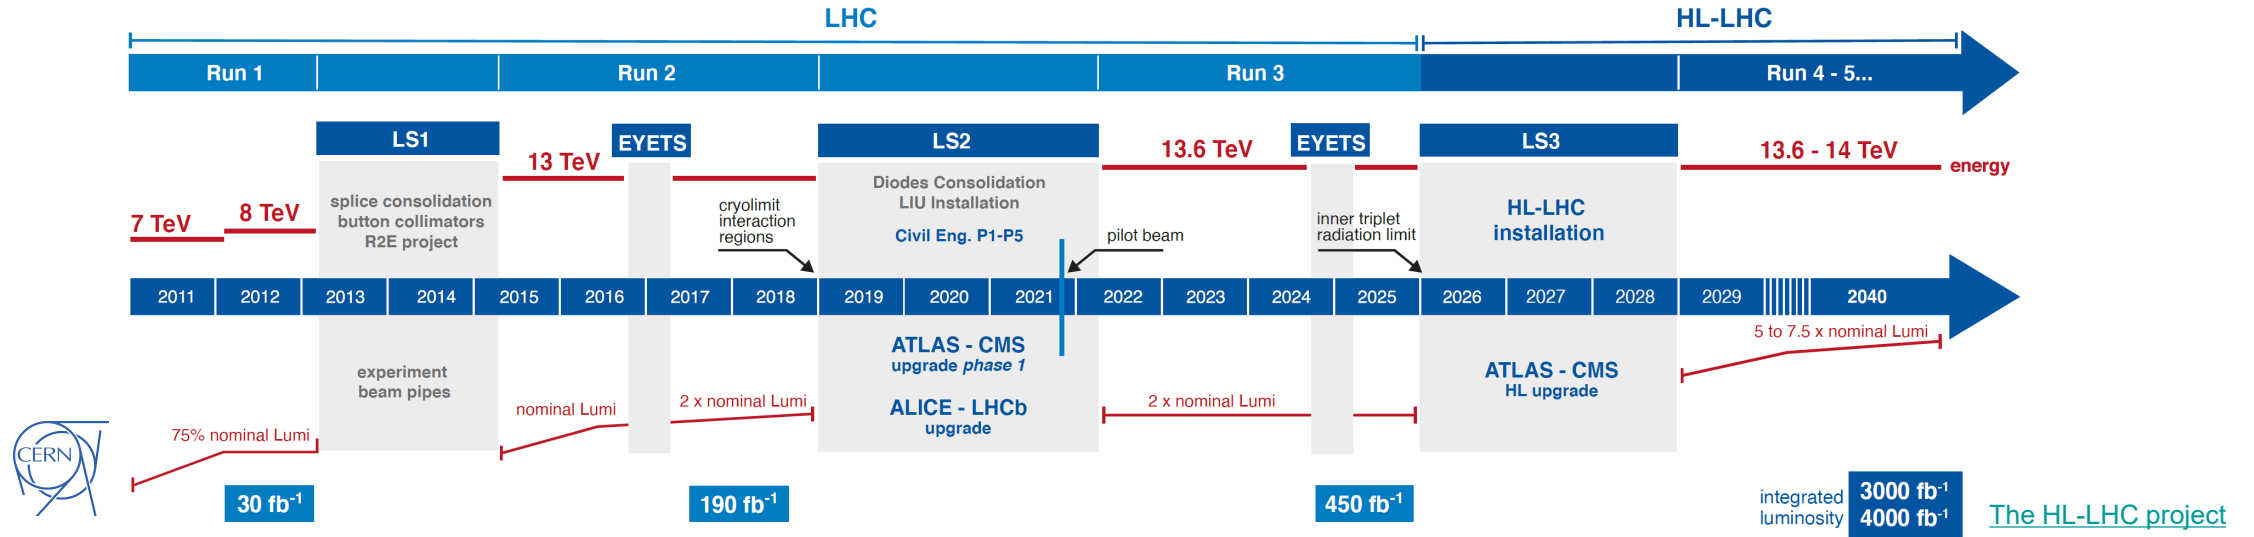 LHC
HL-LHC
Run 1
Run 2
Run 3
Run 4 - 5...
LS1
EYETS
LS2
EYETS
LS3
13 TeV
13.6 TeV
13.6 - 14 TeV
energy
7 TeV
8 TeV
splice consolidation
button collimators
R2E project
cryolimit
interaction
regions
Diodes Consolidation
LIU Installation
Civil Eng. P1-P5
pilot beam
inner triplet
radiation limit
HL-LHC
installation
2011
2012
2013
2014
2015
2016
2017
2018
2019
2020
2021
2022
2023
2024
2025
2026
2027
2028
2029
2040
experiment
beam pipes
ATLAS - CMS
upgrade phase 1
ALICE - LHCb
upgrade
ATLAS - CMS
HL upgrade
5 to 7.5 x nominal Lumi
75% nominal Lumi
nominal Lumi
2 x nominal Lumi
2 x nominal Lumi
CERN
30 fb-1
190 fb-1
450 fb-1
integrated
luminosity
3000 fb-1
4000 fb-1
The HL-LHC project